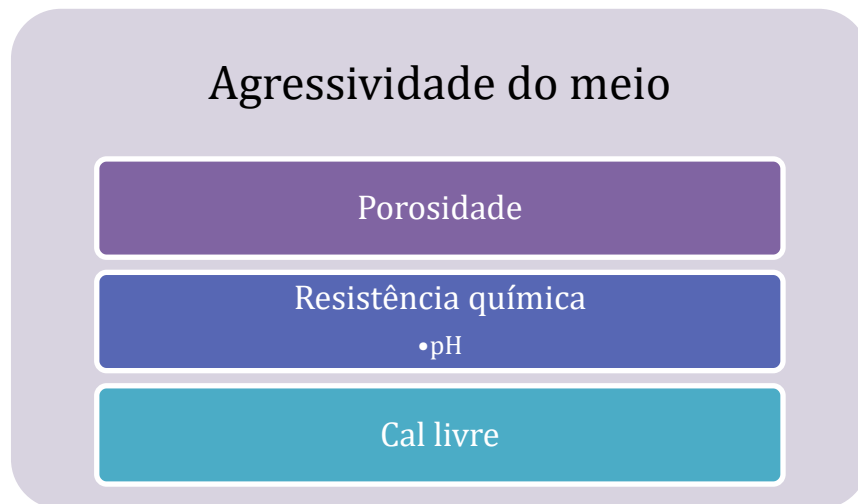 Agressividade do meio
Porosidade
Resistência química
•pH
Cal livre